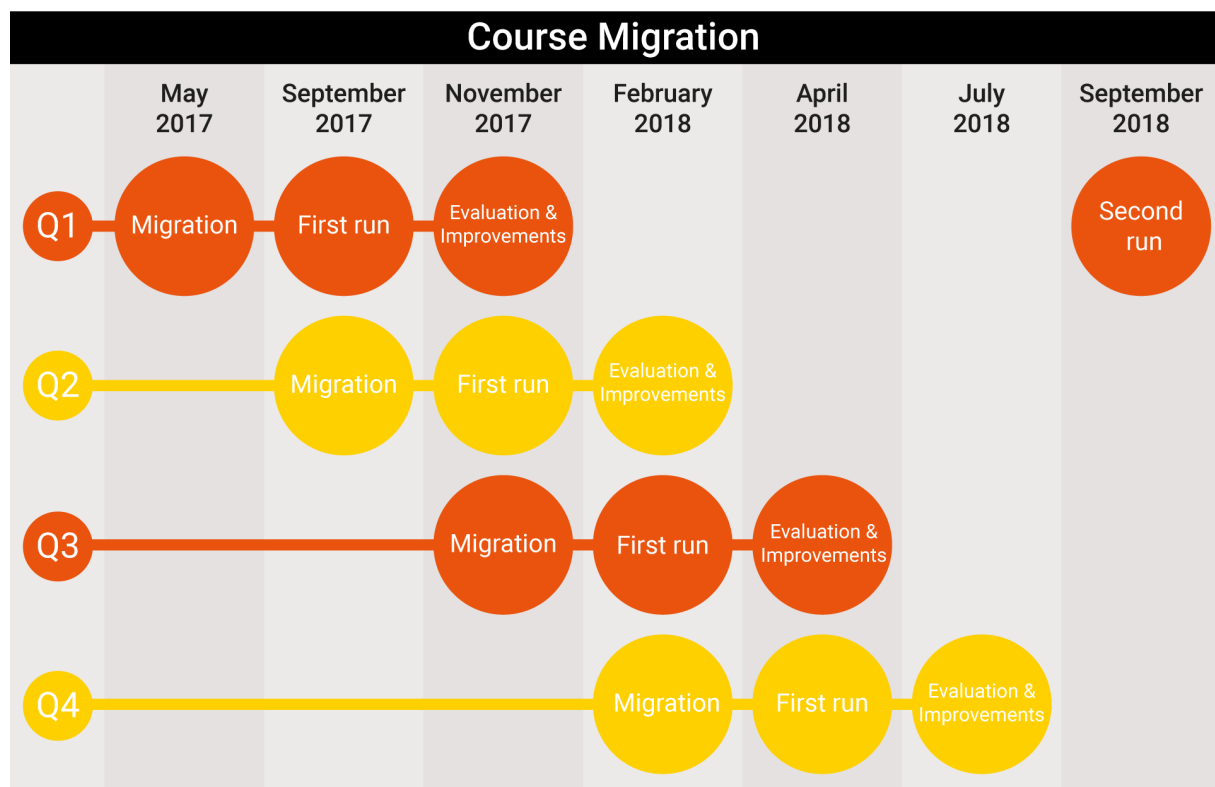 Course Migration
May
2017
September
2017
November
2017
February
2018
April
2018
July
2018
September
2018
Q1
Migration
First run
Evaluation &
Improvements
Second
run
Q2
Migration
First run
Evaluation &
Improvements
Q3
Migration
First run
Evaluation &
Improvements
Q4
Migration
First run
Evaluation &
Improvements